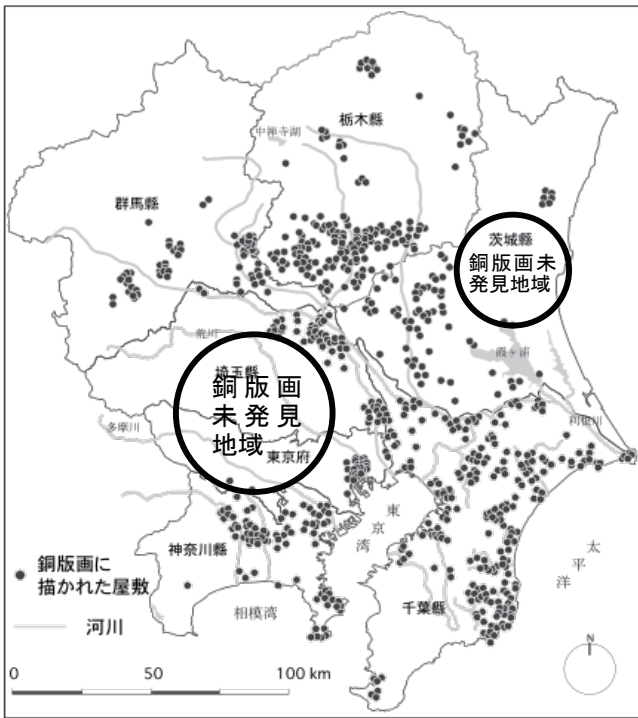 栃木縣
中禅寺湖
群馬縣
茨城縣
銅版画未
発見地域
荒川
霞ヶ浦
埼玉縣
銅版画
未発見
地域
多摩川
東京府
利根川
東京湾
太平洋
神奈川縣
千葉縣
相模湾
銅版画に
描かれた屋敷
河川
N
0 50 100 km